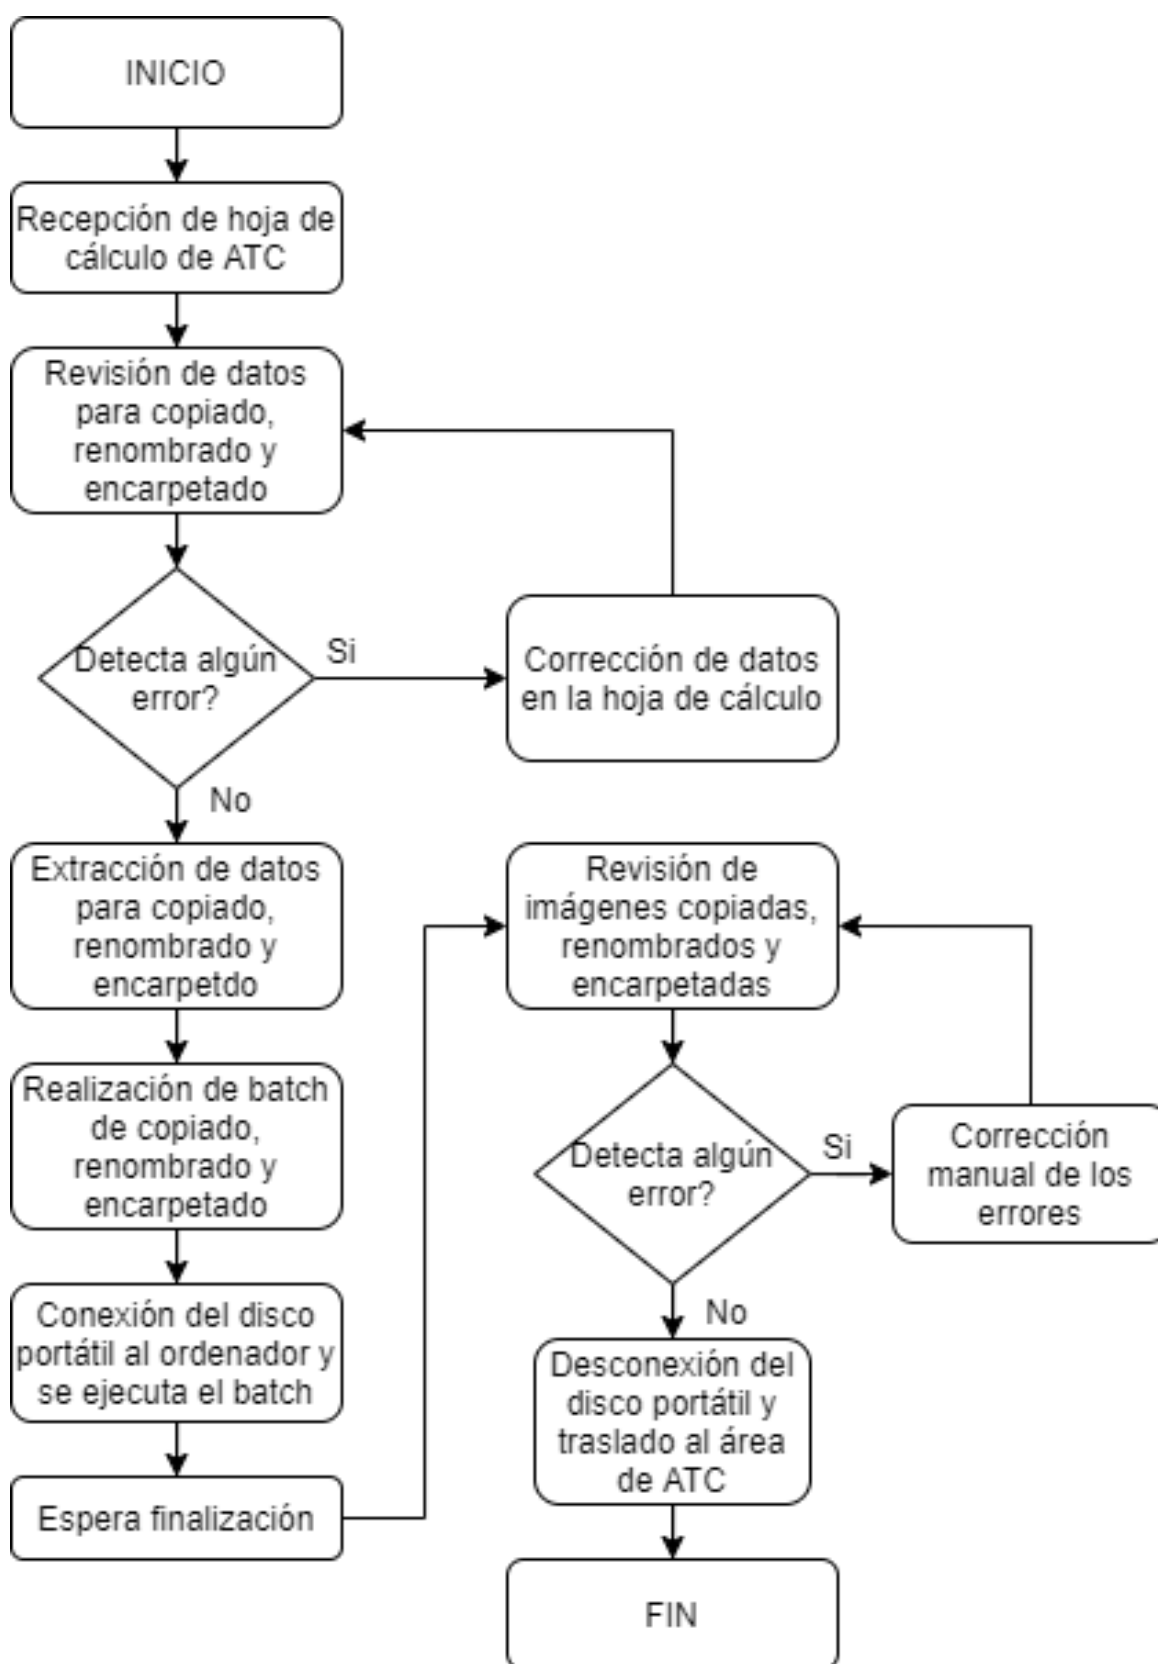 INICIO
Recepción de hoja de
cálculo de ATC
Revisión de datos
para copiado,
renombrado y
encarpetado
Detecta algún
error?
Si
Corrección de datos
en la hoja de cálculo
No
Extracción de datos
para copiado,
renombrado y
encarpetdo
Realización de batch
de copiado,
renombrado y
encarpetado
Conexión del disco
portátil al ordenador y
se ejecuta el batch
Espera finalización
Revisión de
imágenes copiadas,
renombrados y
encarpetadas
Detecta algún
error?
Si
Corrección
manual de los
errores
No
Desconexión del
disco portátil y
traslado al área
de ATC
FIN